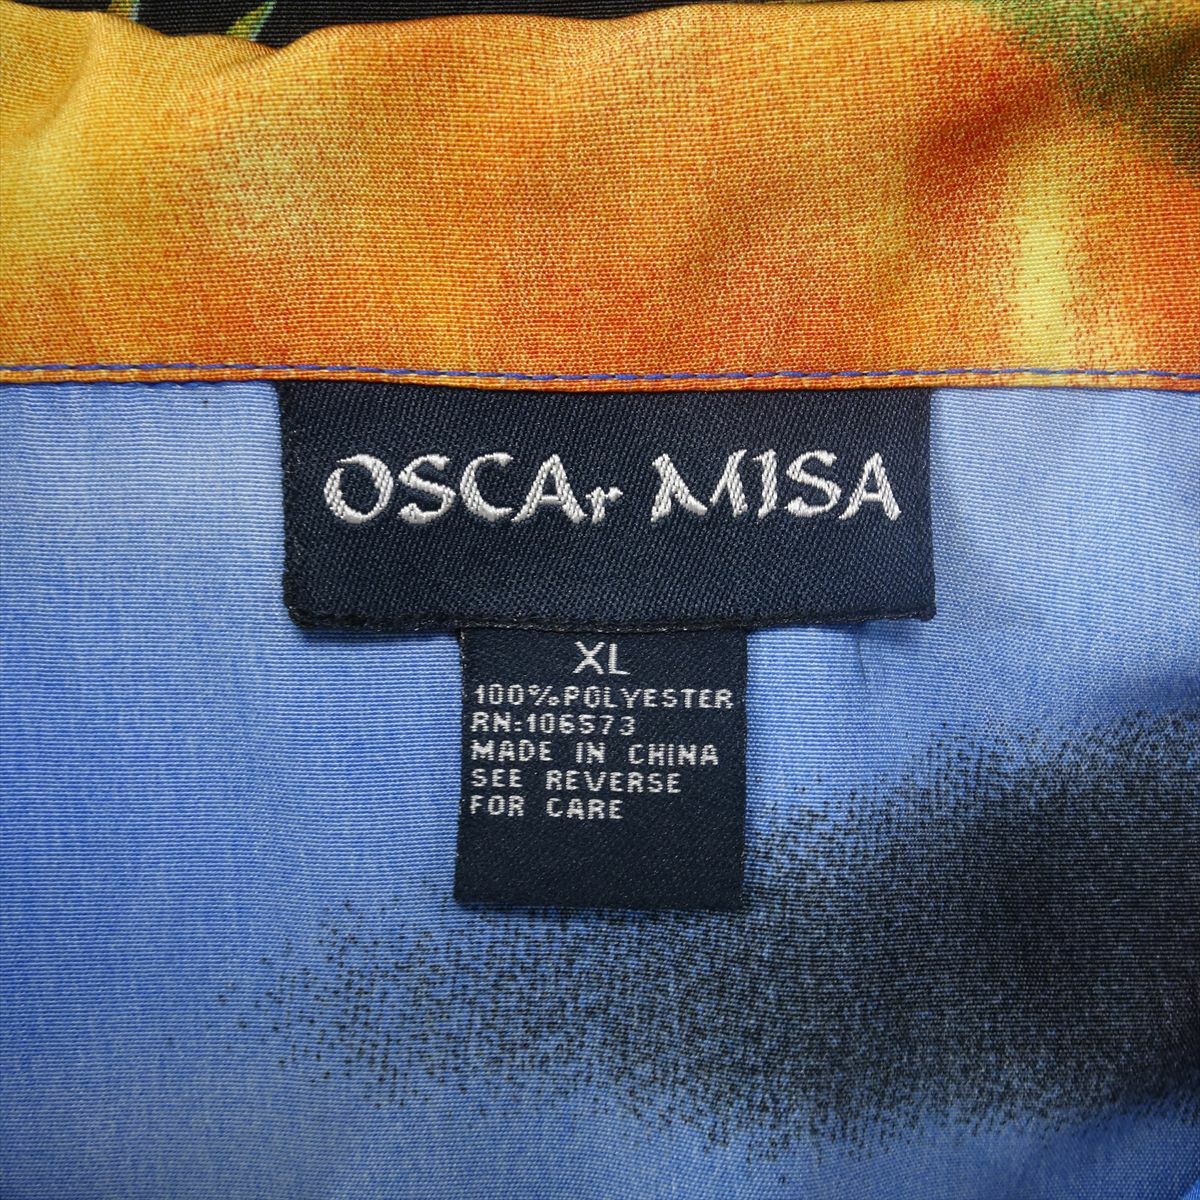 OSCAr MISA
XL
100%POLYESTER
RN:106573
MADE IN CHINA
SEE REVERSE
FOR CARE